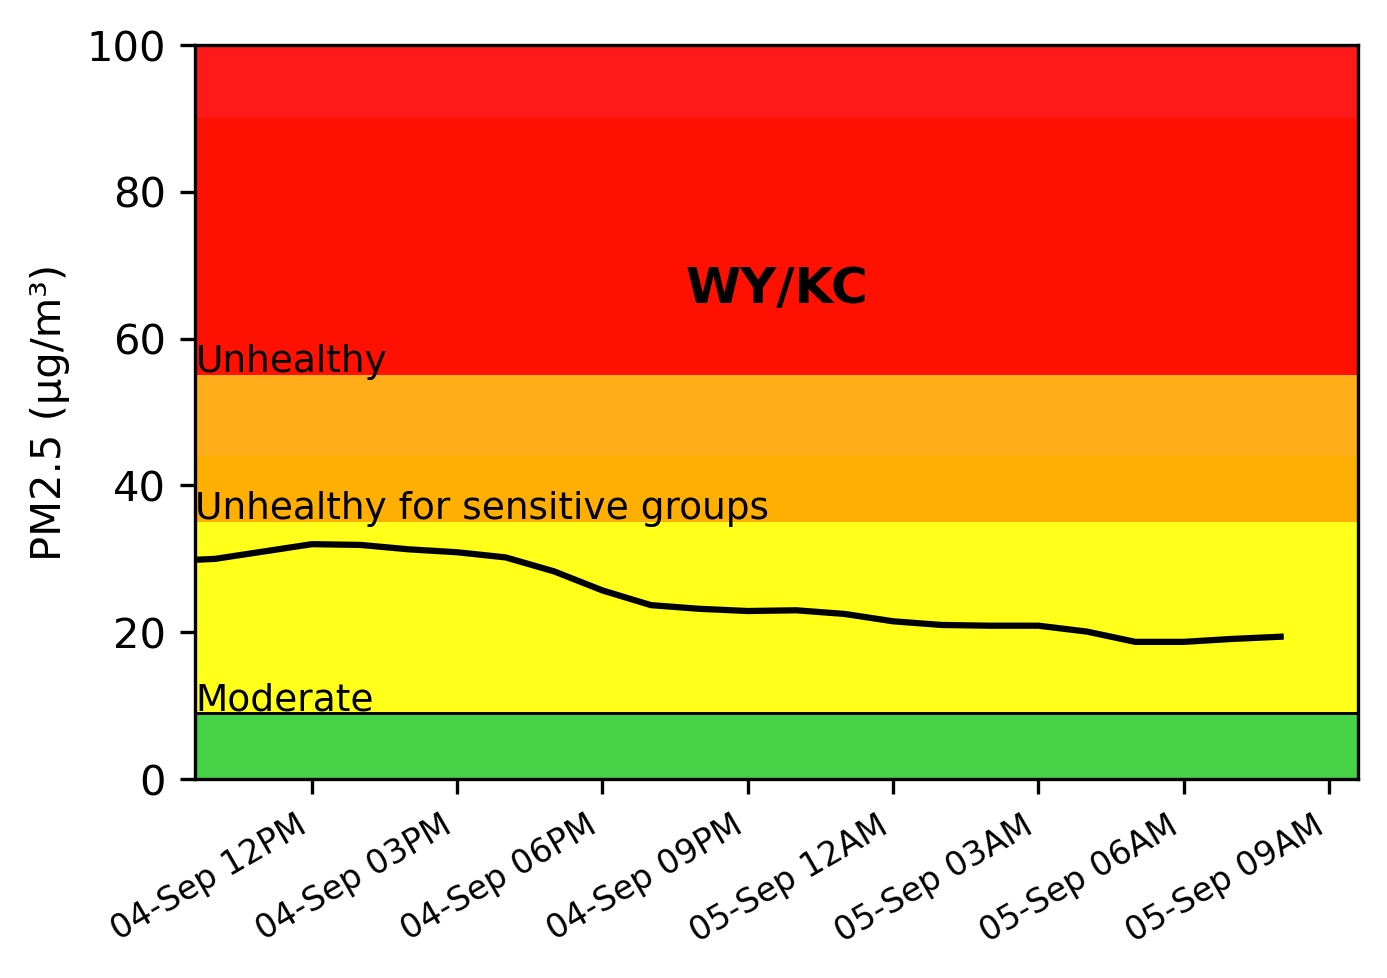 100
80
60
40
20
0
PM2.5 (µg/m³)
WY/KC
Unhealthy
Unhealthy for sensitive groups
Moderate
04-Sep 12PM
04-Sep 03PM
04-Sep 06PM
04-Sep 09PM
05-Sep 12AM
05-Sep 03AM
05-Sep 06AM
05-Sep 09AM